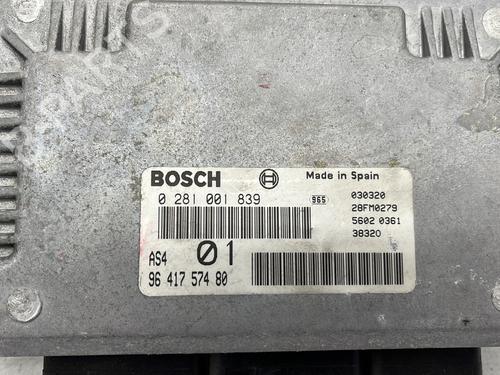 BOSCH Made in Spain
0 281 001 839 965 030320
28FM0279
5602 0361
38320
AS4 01
96 417 574 80